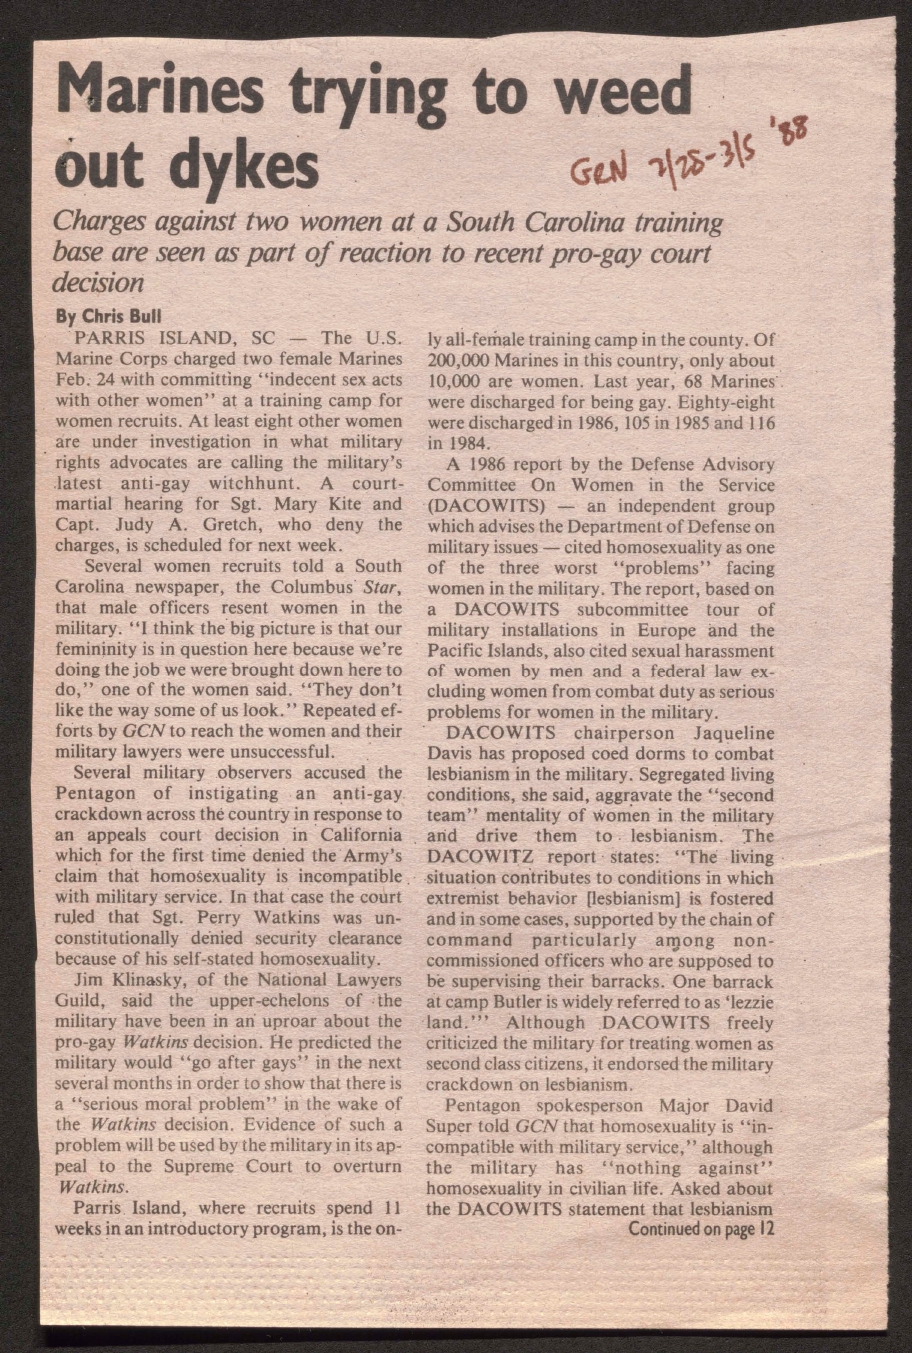 Marines trying to weed
out dykes
GCN 2/28-3/5 '88
Charges against two women at a South Carolina training
base are seen as part of reaction to recent pro-gay court
decision
By Chris Bull
PARRIS ISLAND, SC — The U.S.
Marine Corps charged two female Marines
Feb. 24 with committing ‘‘indecent sex acts
with other women’’ at a training camp for
women recruits. At least eight other women
are under investigation in what military
rights advocates are calling the military's
latest anti-gay witchhunt. A court-
martial hearing for Sgt. Mary Kite and
Capt. Judy A. Gretch, who deny the
charges, is scheduled for next week.
Several women recruits told a South
Carolina newspaper, the Columbus Star,
that male officers resent women in the
military. ‘‘I think the big picture is that our
femininity is in question here because we're
doing the job we were brought down here to
do,’’ one of the women said. ‘‘They don't
like the way some of us look.’’ Repeated ef-
forts by GCN to reach the women and their
military lawyers were unsuccessful.
Several military observers accused the
Pentagon of instigating an anti-gay
crackdown across the country in response to
an appeals court decision in California
which for the first time denied the Army's
claim that homosexuality is incompatible
with military service. In that case the court
ruled that Sgt. Perry Watkins was un-
constitutionally denied security clearance
because of his self-stated homosexuality.
Jim Klinasky, of the National Lawyers
Guild, said the upper-echelons of the
military have been in an uproar about the
pro-gay Watkins decision. He predicted the
military would ‘‘go after gays’’ in the next
several months in order to show that there is
a ‘‘serious moral problem’’ in the wake of
the Watkins decision. Evidence of such a
problem will be used by the military in its ap-
peal to the Supreme Court to overturn
Watkins.
Parris Island, where recruits spend 11
weeks in an introductory program, is the on-
ly all-female training camp in the county. Of
200,000 Marines in this country, only about
10,000 are women. Last year, 68 Marines
were discharged for being gay. Eighty-eight
were discharged in 1986, 105 in 1985 and 116
in 1984.
A 1986 report by the Defense Advisory
Committee On Women in the Service
(DACOWITS) — an independent group
which advises the Department of Defense on
military issues — cited homosexuality as one
of the three worst ‘‘problems’’ facing
women in the military. The report, based on
a DACOWITS subcommittee tour of
military installations in Europe and the
Pacific Islands, also cited sexual harassment
of women by men and a federal law ex-
cluding women from combat duty as serious
problems for women in the military.
DACOWITS chairperson Jaqueline
Davis has proposed coed dorms to combat
lesbianism in the military. Segregated living
conditions, she said, aggravate the ‘‘second
team’’ mentality of women in the military
and drive them to lesbianism. The
DACOWITZ report states: ‘‘The living
situation contributes to conditions in which
extremist behavior [lesbianism] is fostered
and in some cases, supported by the chain of
command particularly among non-
commissioned officers who are supposed to
be supervising their barracks. One barrack
at camp Butler is widely referred to as ‘lezzie
land.’’’ Although DACOWITS freely
criticized the military for treating women as
second class citizens, it endorsed the military
crackdown on lesbianism.
Pentagon spokesperson Major David
Super told GCN that homosexuality is ‘‘in-
compatible with military service,’’ although
the military has ‘‘nothing against’’
homosexuality in civilian life. Asked about
the DACOWITS statement that lesbianism
Continued on page 12